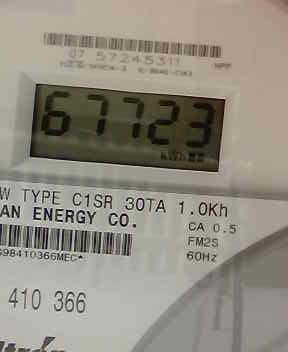 07 57245311
67723
kWh
W TYPE C1SR 30TA 1.0Kh
AN ENERGY CO.
CA 0.5
FM2S
60Hz
98410366MEC*
410 366